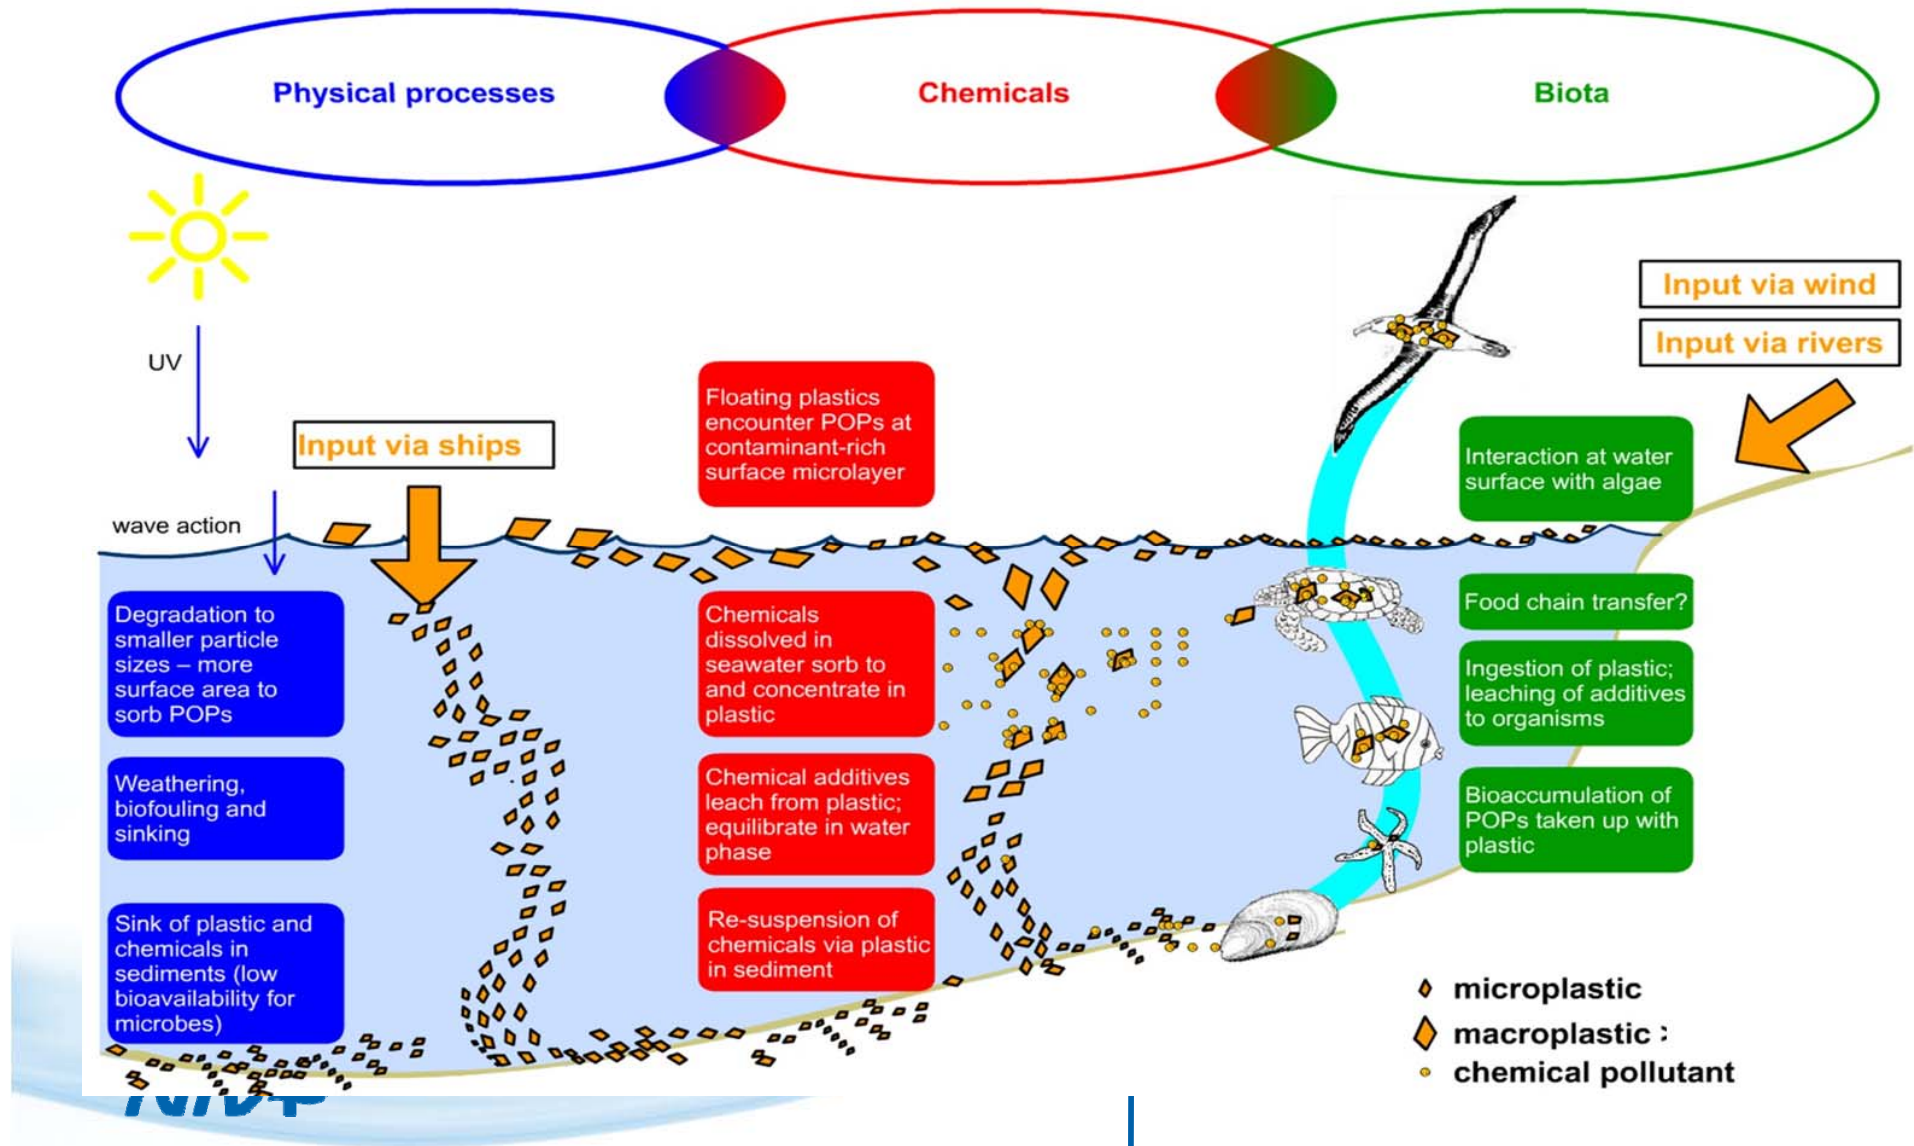 Physical processes
Chemicals
Biota
UV
wave action
Input via ships
Input via wind
Input via rivers
Degradation to
smaller particle
sizes – more
surface area to
sorb POPs
Weathering,
biofouling and
sinking
Sink of plastic and
chemicals in
sediments (low
bioavailability for
microbes)
Floating plastics
encounter POPs at
contaminant-rich
surface microlayer
Chemicals
dissolved in
seawater sorb to
and concentrate in
plastic
Chemical additives
leach from plastic;
equilibrate in water
phase
Re-suspension of
chemicals via plastic
in sediment
Interaction at water
surface with algae
Food chain transfer?
Ingestion of plastic;
leaching of additives
to organisms
Bioaccumulation of
POPs taken up with
plastic
microplastic
macroplastic :
chemical pollutant